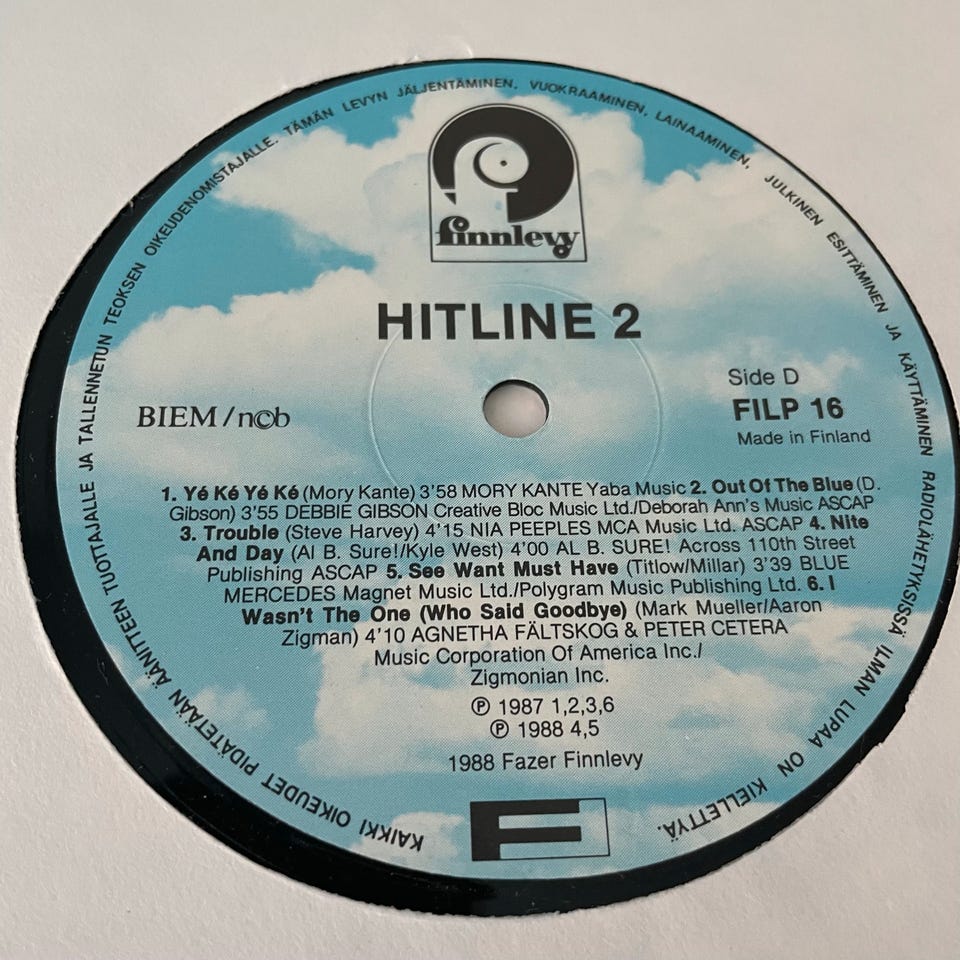 KAIKKI OIKEUDET PIDÄTETÄÄN ÄÄNITTEEN TUOTTAJALLE JA TALLENNETUN TEOKSEN OIKEUDENOMISTAJALLE. TÄMÄN LEVYN JÄLJENTÄMINEN, VUOKRAAMINEN, LAINAAMINEN, JULKINEN ESITTÄMINEN JA KÄYTTÄMINEN RADIOLÄHETYKSISSÄ ILMAN LUPAA ON KIELLETTYÄ.
finnlevy
HITLINE 2
Side D
FILP 16
Made in Finland
BIEM / n©b
1. Yé Ké Yé Ké (Mory Kante) 3'58 MORY KANTE Yaba Music 2. Out Of The Blue (D.
Gibson) 3'55 DEBBIE GIBSON Creative Bloc Music Ltd./Deborah Ann's Music ASCAP
3. Trouble (Steve Harvey) 4'15 NIA PEEPLES MCA Music Ltd. ASCAP 4. Nite
And Day (Al B. Sure!/Kyle West) 4'00 AL B. SURE! Across 110th Street
Publishing ASCAP 5. See Want Must Have (Titlow/Millar) 3'39 BLUE
MERCEDES Magnet Music Ltd./Polygram Music Publishing Ltd. 6. I
Wasn't The One (Who Said Goodbye) (Mark Mueller/Aaron
Zigman) 4'10 AGNETHA FÄLTSKOG & PETER CETERA
Music Corporation Of America Inc./
Zigmonian Inc.
℗ 1987 1,2,3,6
℗ 1988 4,5
1988 Fazer Finnlevy
F